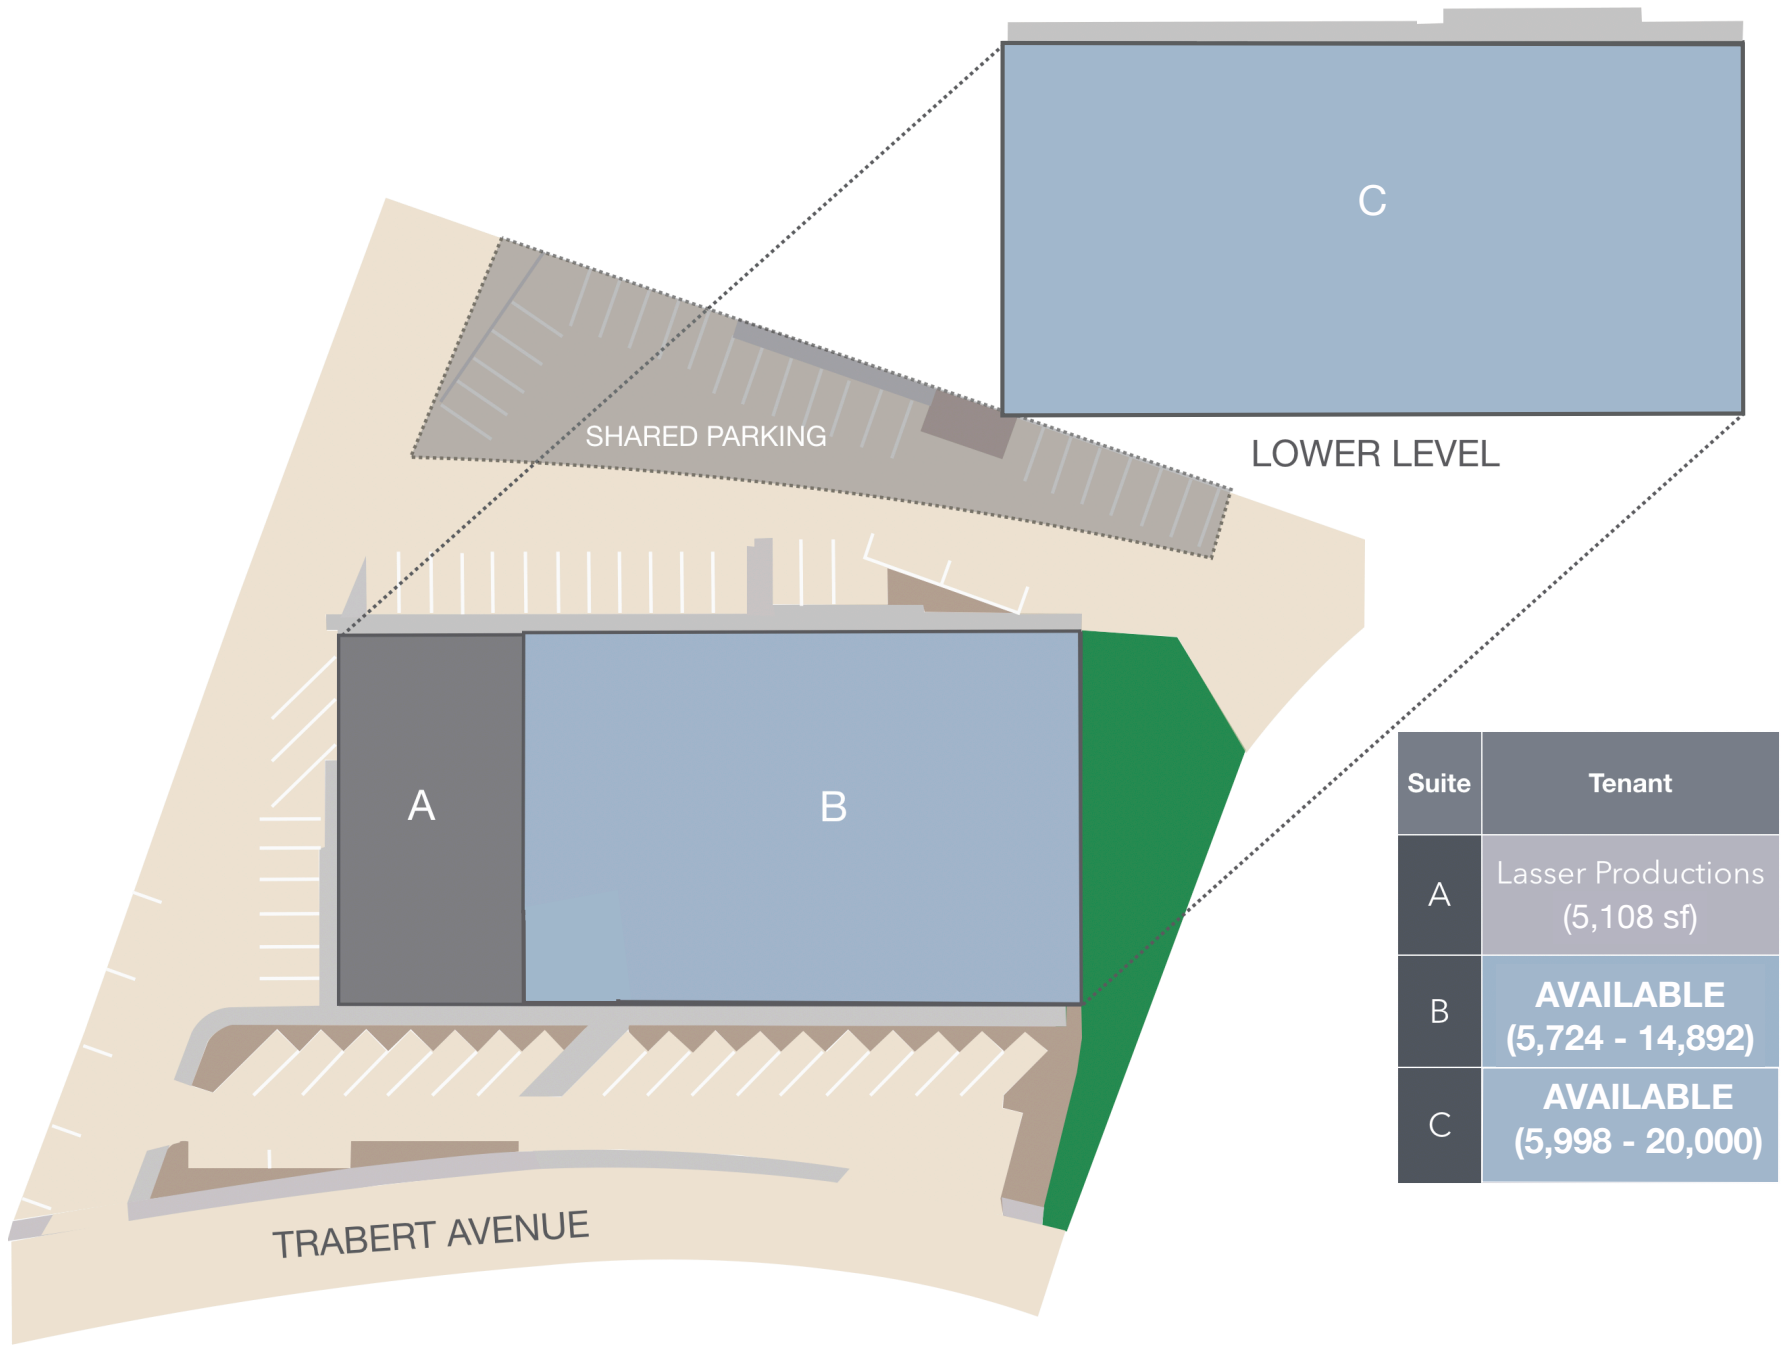 C
LOWER LEVEL
SHARED PARKING
A
B
TRABERT AVENUE
Suite Tenant
A Lasser Productions
(5,108 sf)
B AVAILABLE
(5,724 - 14,892)
C AVAILABLE
(5,998 - 20,000)